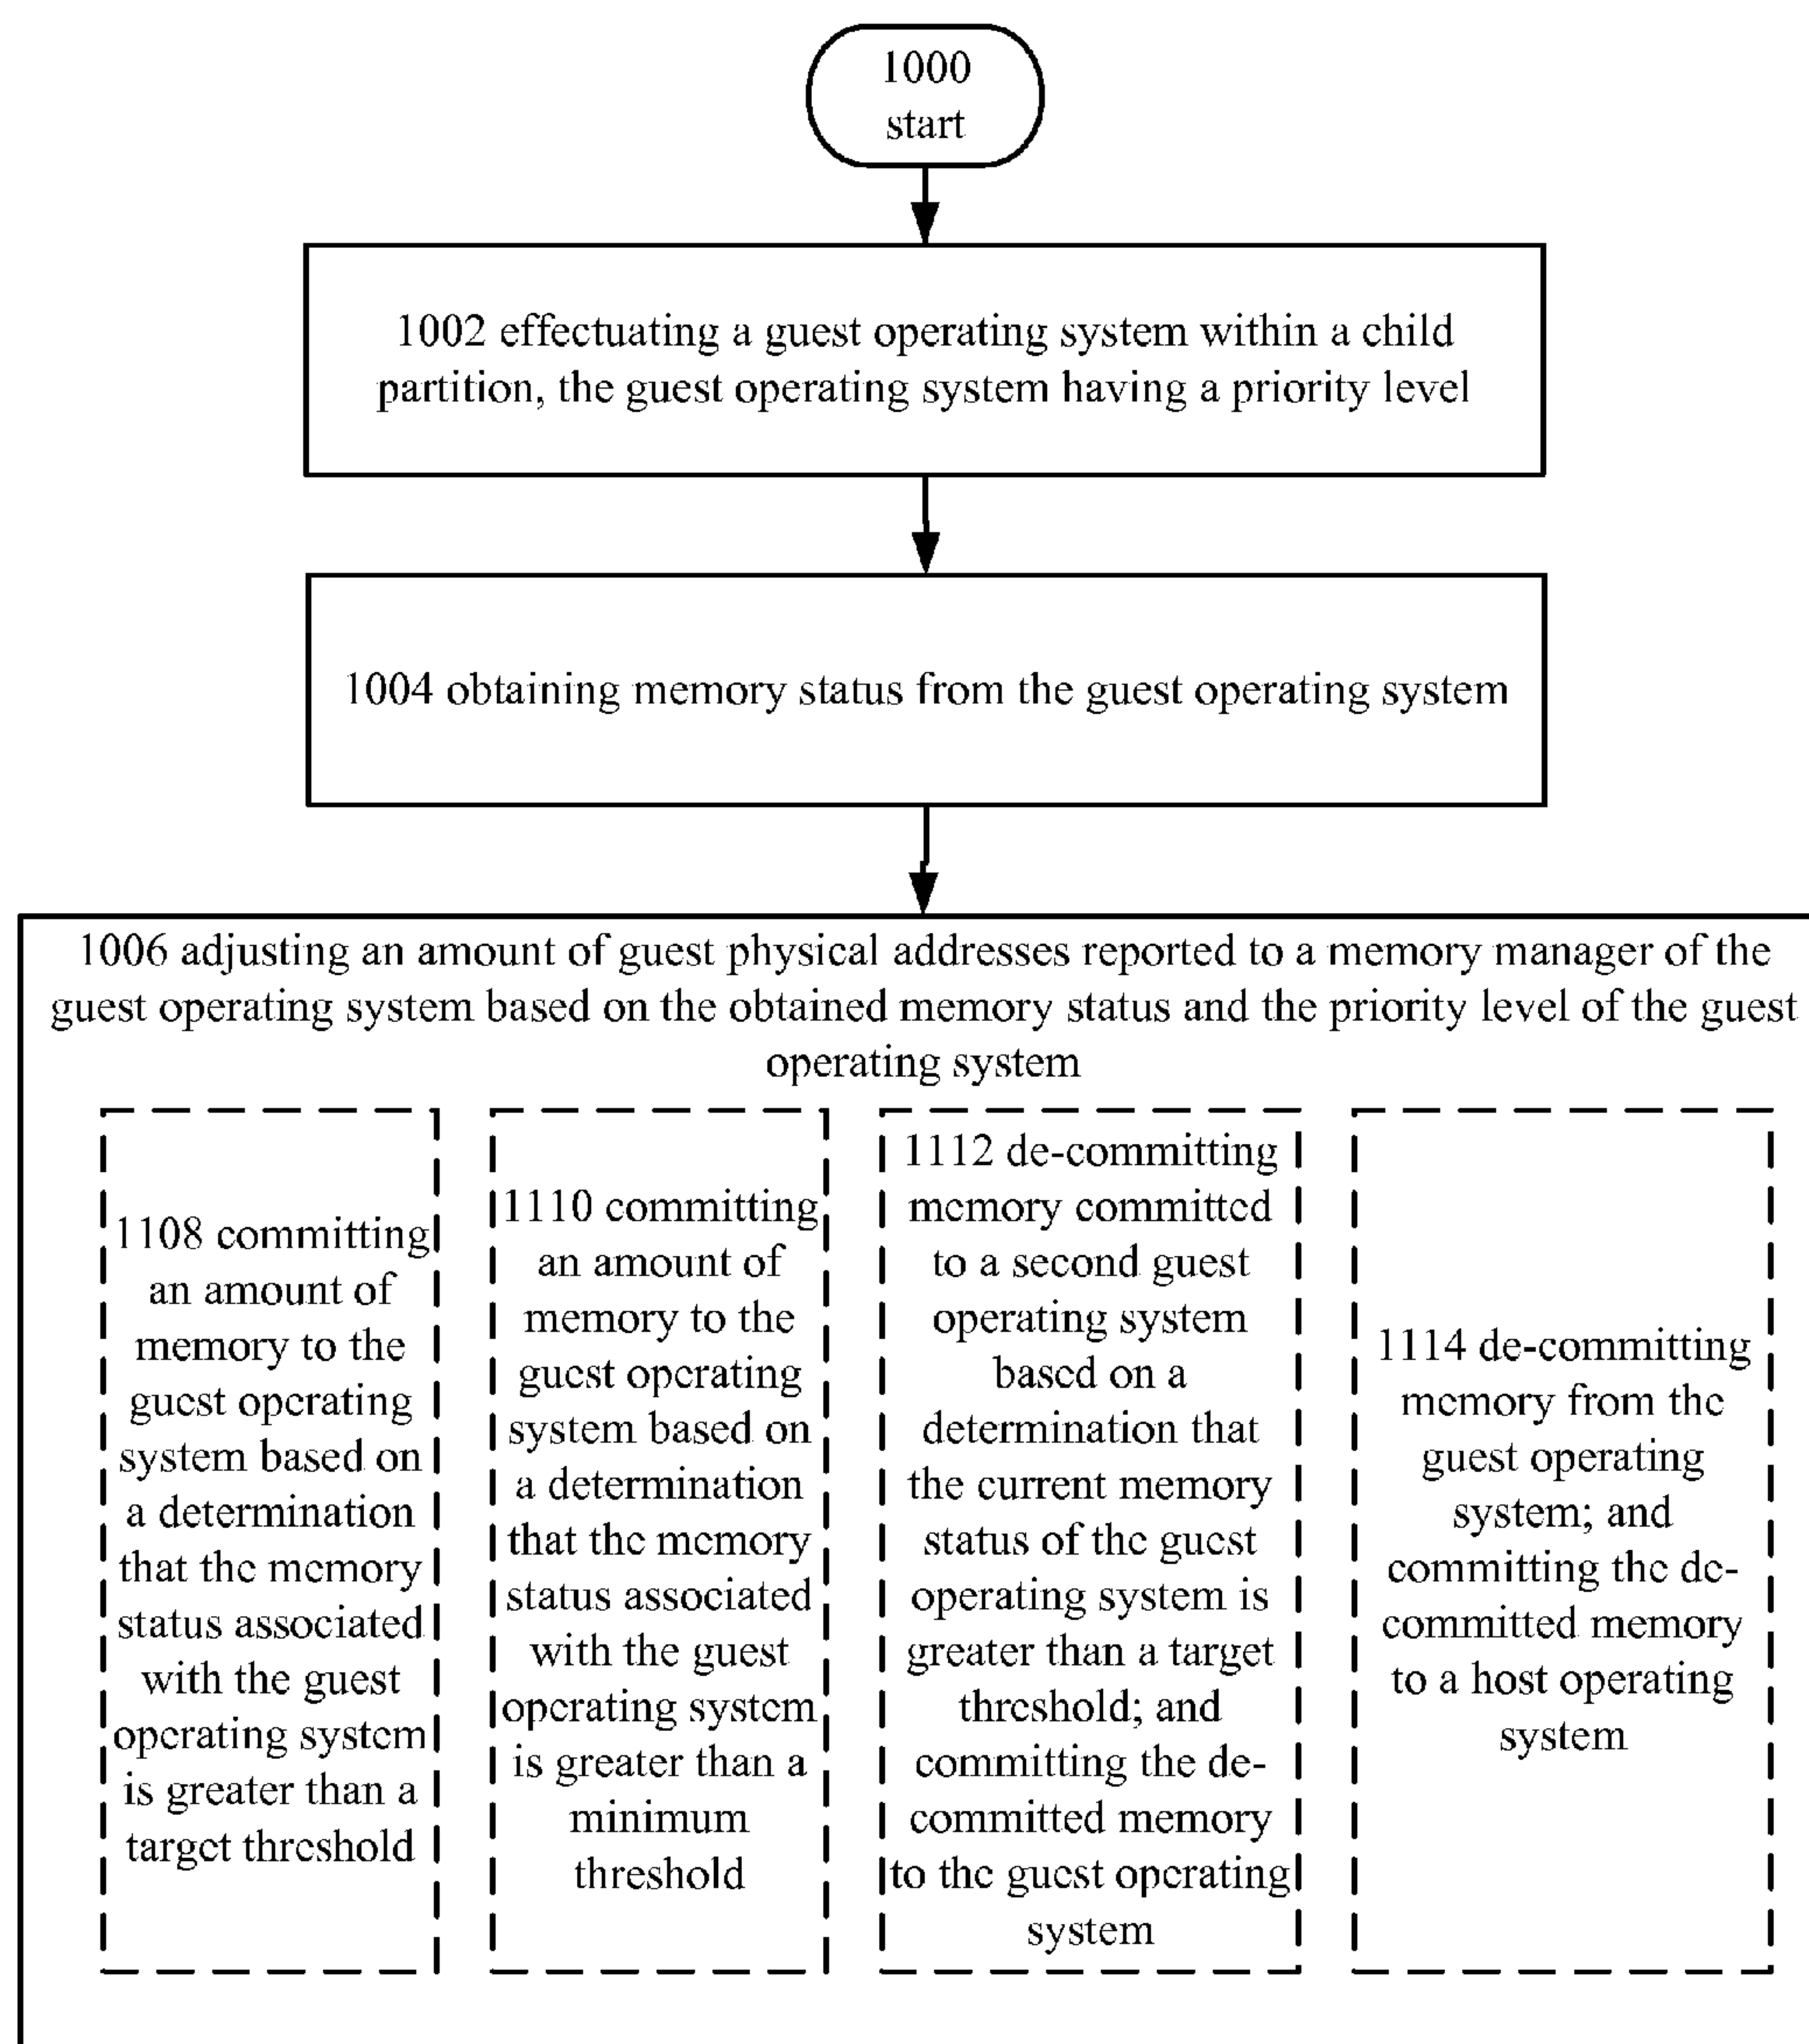 1000
start
1002 effectuating a guest operating system within a child
partition, the guest operating system having a priority level
1004 obtaining memory status from the guest operating system
1006 adjusting an amount of guest physical addresses reported to a memory manager of the
guest operating system based on the obtained memory status and the priority level of the guest
operating system
1108 committing
an amount of
memory to the
guest operating
system based on
a determination
that the memory
status associated
with the guest
operating system
is greater than a
target threshold
1110 committing
an amount of
memory to the
guest operating
system based on
a determination
that the memory
status associated
with the guest
operating system
is greater than a
minimum
threshold
1112 de-committing
memory committed
to a second guest
operating system
based on a
determination that
the current memory
status of the guest
operating system is
greater than a target
threshold; and
committing the de-
committed memory
to the guest operating
system
1114 de-committing
memory from the
guest operating
system; and
committing the de-
committed memory
to a host operating
system